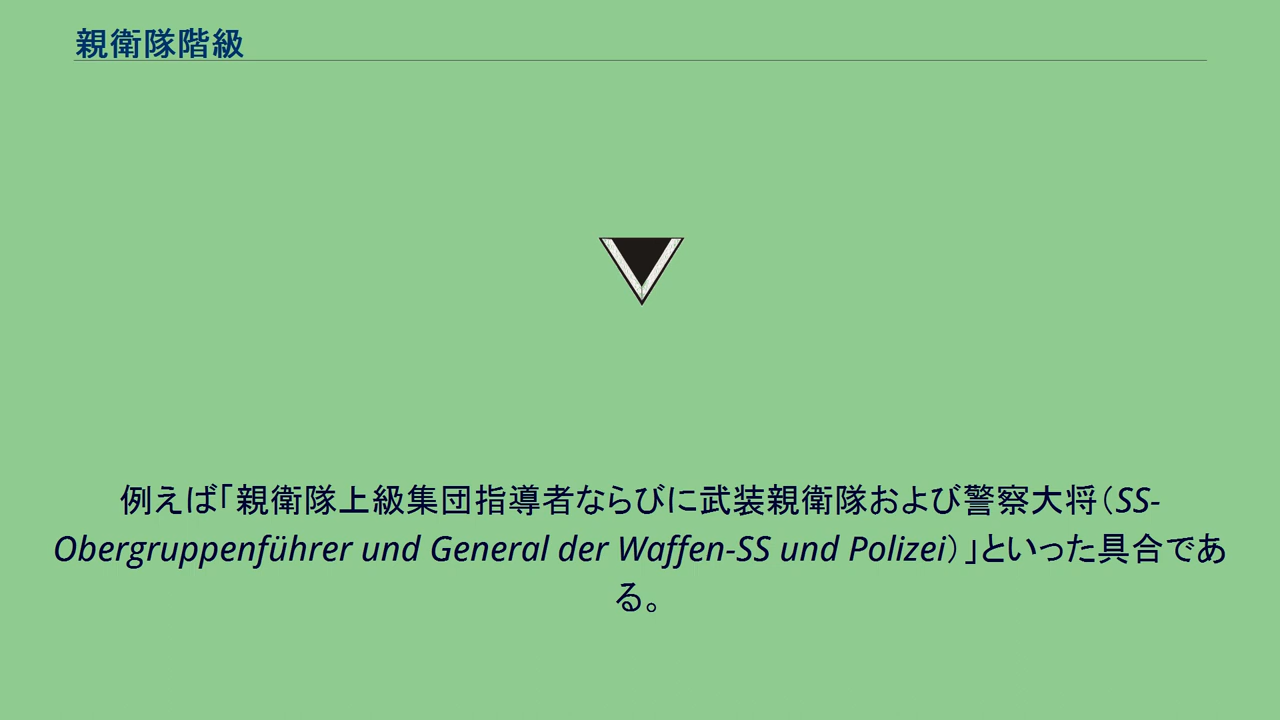 親衛隊階級
例えば「親衛隊上級集団指導者ならびに武装親衛隊および警察大将（SS-
Obergruppenführer und General der Waffen-SS und Polizei）」といった具合であ
る。